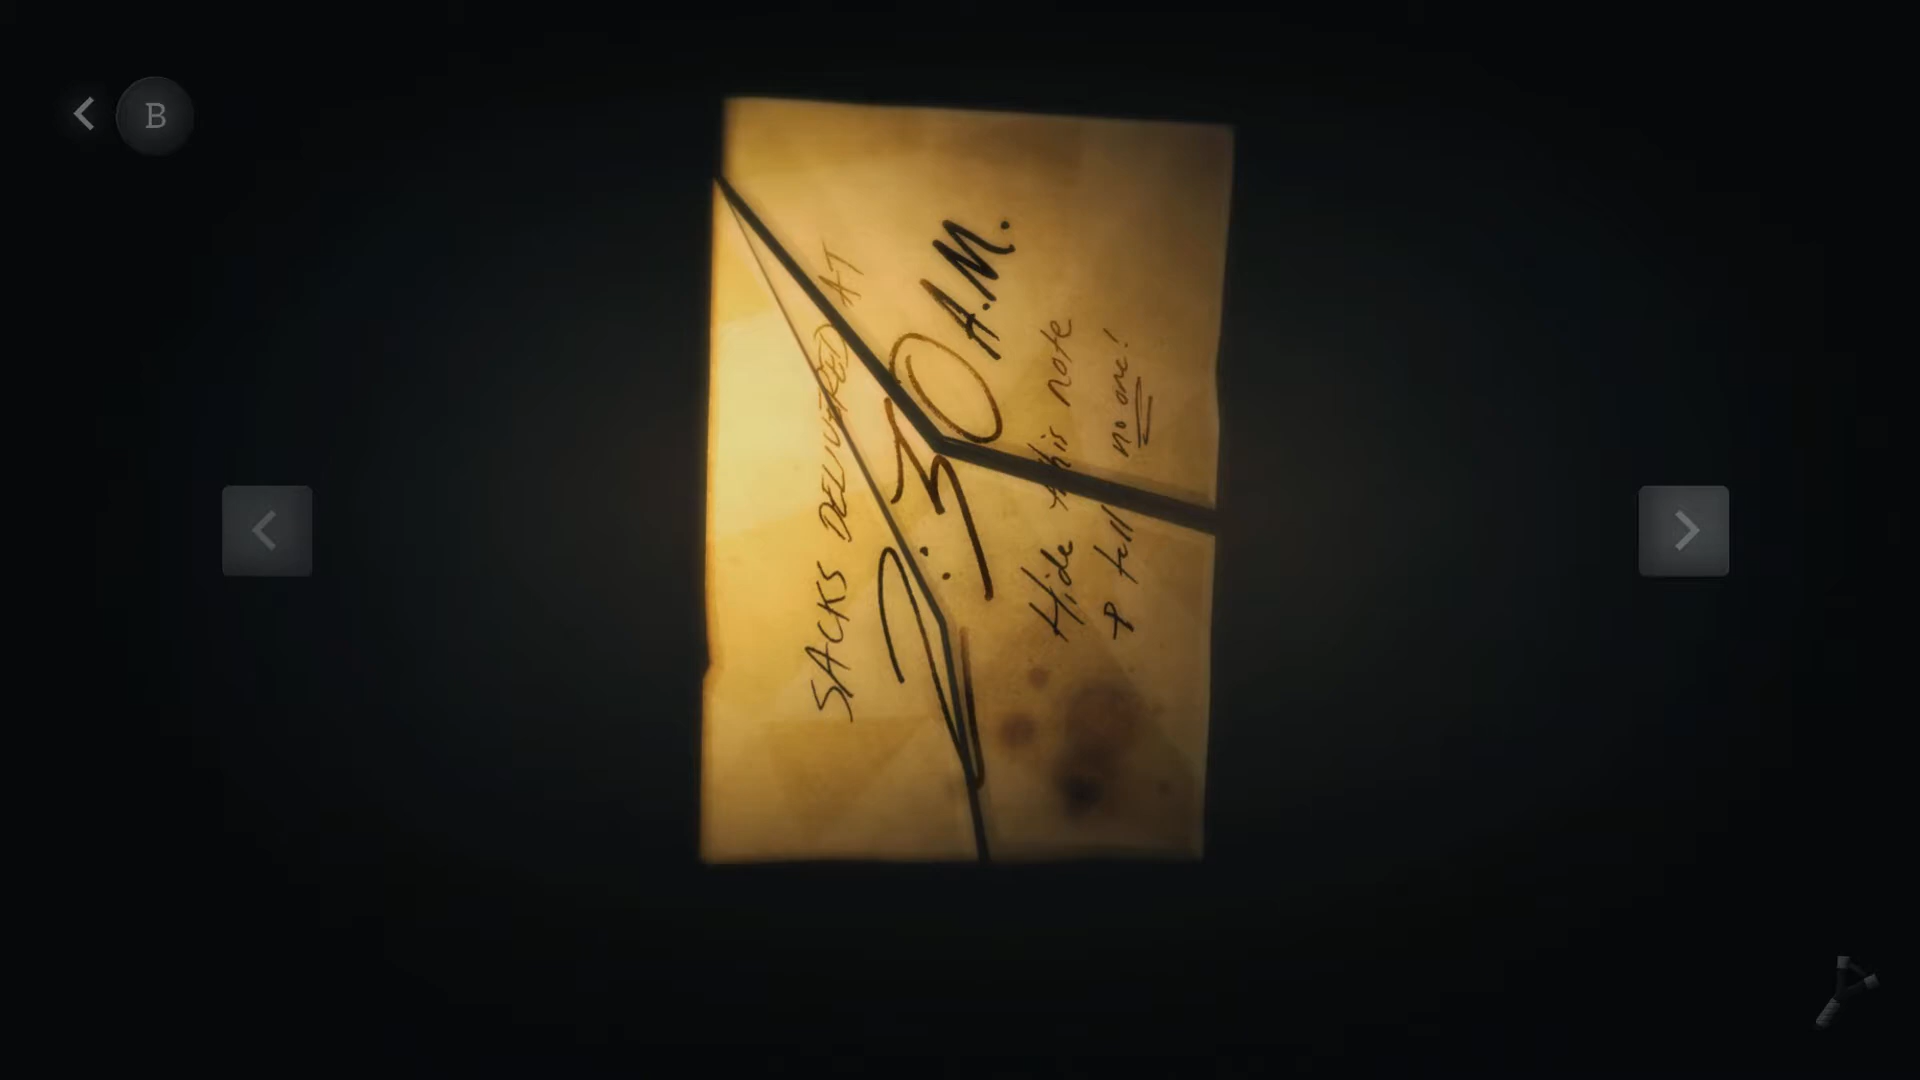 B
SACKS DELIVERED AT
2:30 A.M.
Hide this note
+ tell no one!